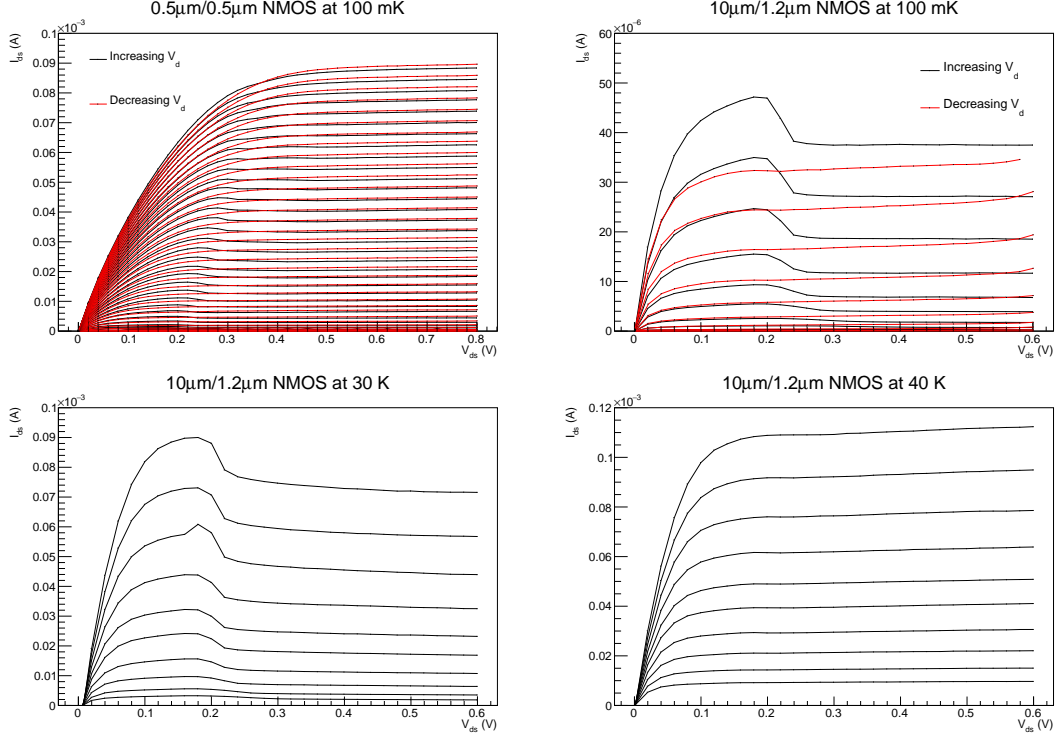 0.5μm/0.5μm NMOS at 100 mK
×10⁻³
I_ds (A)
0.1
0.09
0.08
0.07
0.06
0.05
0.04
0.03
0.02
0.01
0
Increasing V_d
Decreasing V_d
0 0.1 0.2 0.3 0.4 0.5 0.6 0.7 0.8
V_ds (V)
10μm/1.2μm NMOS at 100 mK
×10⁻⁶
I_ds (A)
60
50
40
30
20
10
0
Increasing V_d
Decreasing V_d
0 0.1 0.2 0.3 0.4 0.5 0.6
V_ds (V)
10μm/1.2μm NMOS at 30 K
×10⁻³
I_ds (A)
0.1
0.09
0.08
0.07
0.06
0.05
0.04
0.03
0.02
0.01
0
0 0.1 0.2 0.3 0.4 0.5 0.6
V_ds (V)
10μm/1.2μm NMOS at 40 K
×10⁻³
I_ds (A)
0.12
0.1
0.08
0.06
0.04
0.02
0
0 0.1 0.2 0.3 0.4 0.5 0.6
V_ds (V)